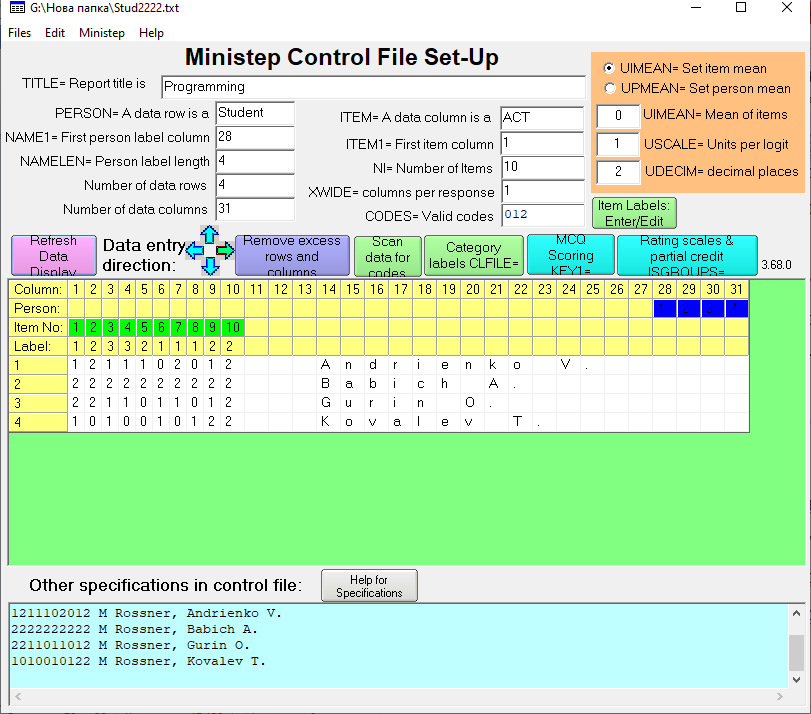 G:\Нова папка\Stud2222.txt
Files Edit Ministep Help
Ministep Control File Set-Up
TITLE= Report title is Programming
PERSON= A data row is a Student
NAME1= First person label column 28
NAMELEN= Person label length 4
Number of data rows 4
Number of data columns 31
ITEM= A data column is a ACT
ITEM1= First item column 1
NI= Number of Items 10
XWIDE= columns per response 1
CODES= Valid codes 012
UIMEAN= Set item mean
UPMEAN= Set person mean
0 UIMEAN= Mean of items
1 USCALE= Units per logit
2 UDECIM= decimal places
Item Labels: Enter/Edit
Refresh Data Display
Data entry direction:
Remove excess rows and columns
Scan data for codes
Category labels CLFILE=
MCQ Scoring KEY1=
Rating scales & partial credit ISGROUPS=
3.68.0
Column: 1 2 3 4 5 6 7 8 9 10 11 12 13 14 15 16 17 18 19 20 21 22 23 24 25 26 27 28 29 30 31
Person: 1 2 3 4
Item No: 1 2 3 4 5 6 7 8 9 10
Label: 1 2 3 3 2 1 1 1 2 2
1 1 2 1 1 1 0 2 0 1 2 A n d r i e n k o V .
2 2 2 2 2 2 2 2 2 2 2 B a b i c h A .
3 2 2 1 1 0 1 1 0 1 2 G u r i n O .
4 1 0 1 0 0 1 0 1 2 2 K o v a l e v T .
Other specifications in control file:
Help for Specifications
1211102012 M Rossner, Andrienko V.
2222222222 M Rossner, Babich A.
2211011012 M Rossner, Gurin O.
1010010122 M Rossner, Kovalev T.